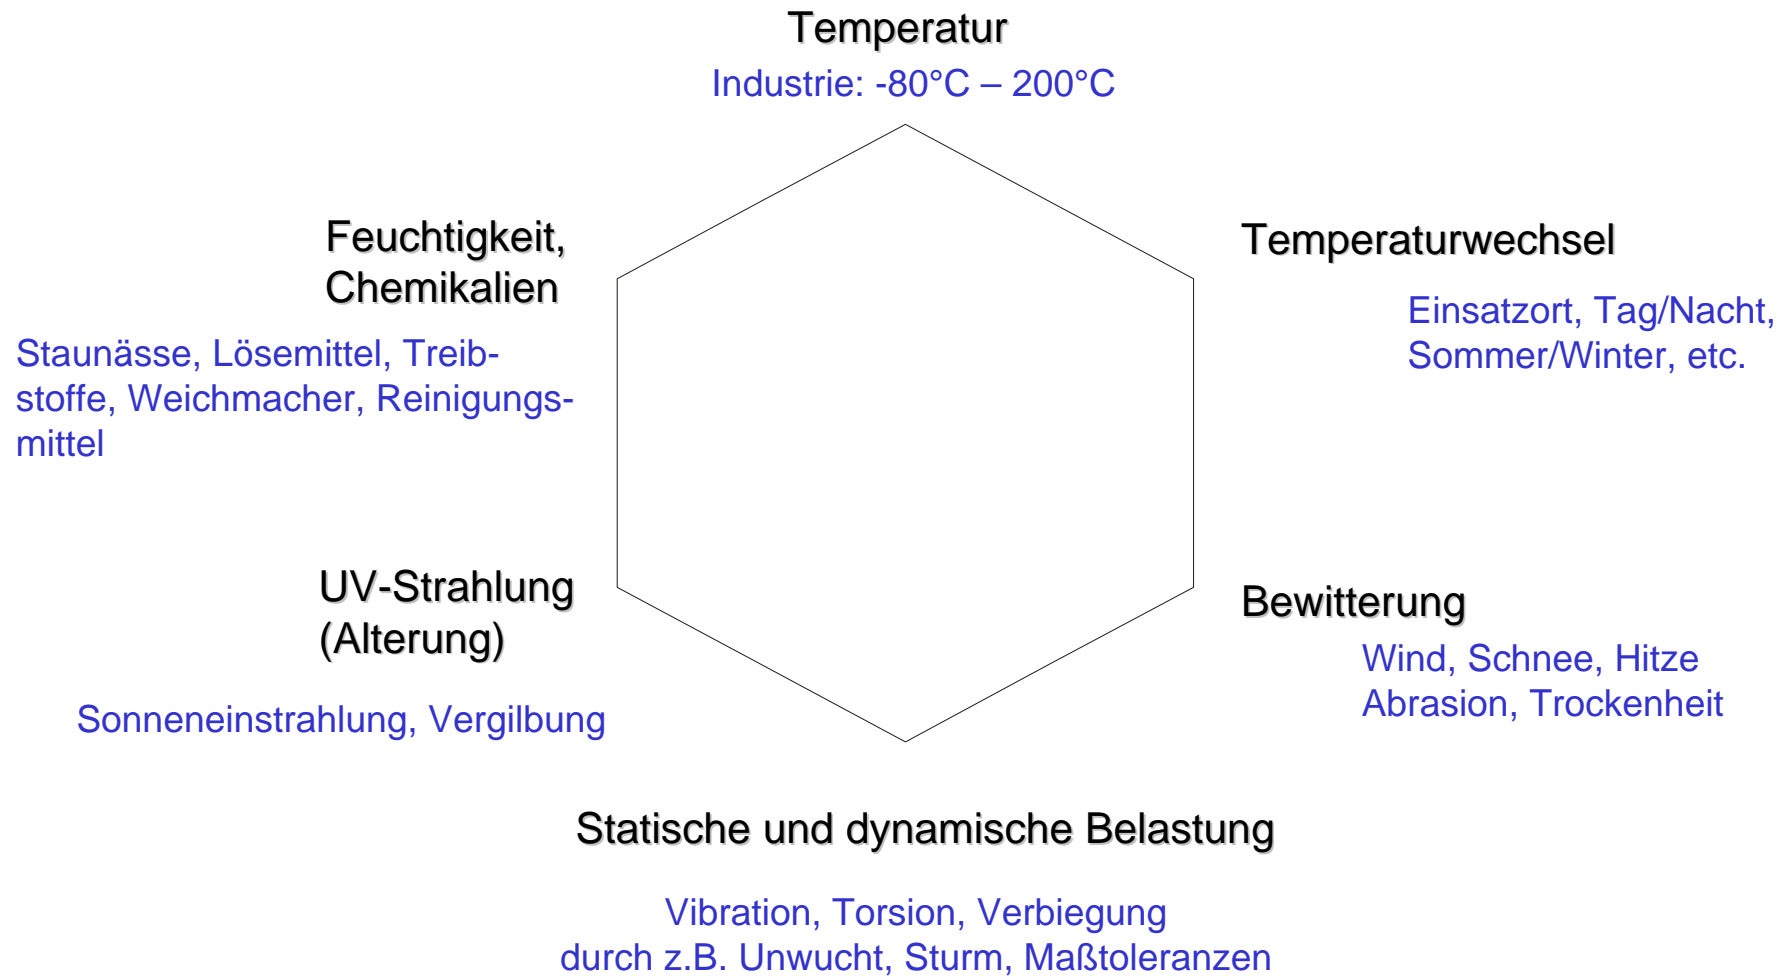 Temperatur
Industrie: -80°C – 200°C
Feuchtigkeit,
Chemikalien
Staunässe, Lösemittel, Treib-
stoffe, Weichmacher, Reinigungs-
mittel
Temperaturwechsel
Einsatzort, Tag/Nacht,
Sommer/Winter, etc.
UV-Strahlung
(Alterung)
Sonneneinstrahlung, Vergilbung
Bewitterung
Wind, Schnee, Hitze
Abrasion, Trockenheit
Statische und dynamische Belastung
Vibration, Torsion, Verbiegung
durch z.B. Unwucht, Sturm, Maßtoleranzen